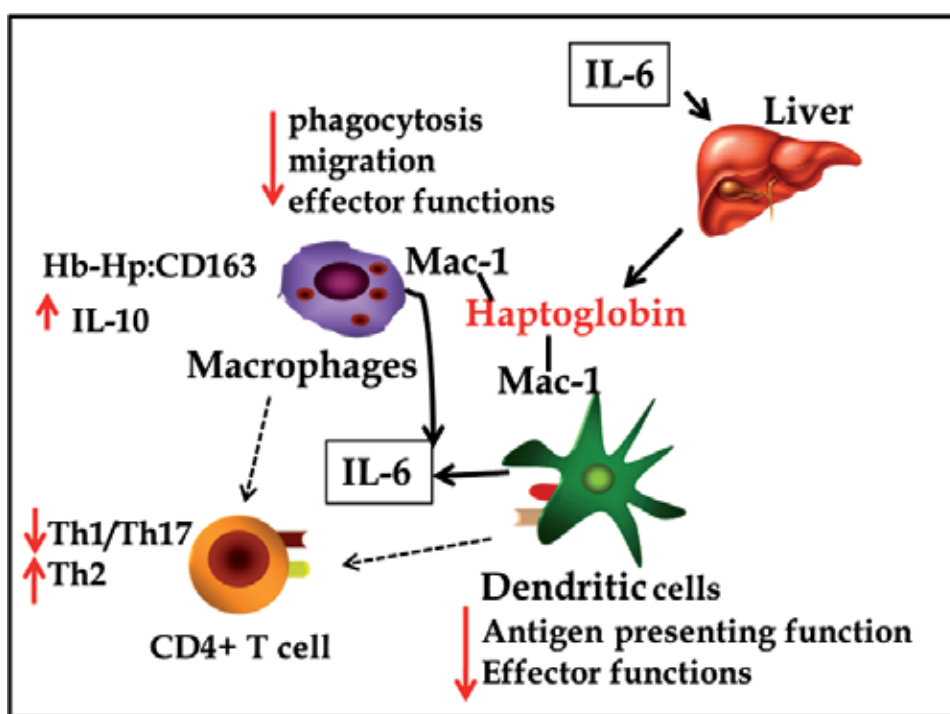 IL-6
Liver
phagocytosis
migration
effector functions
Hb-Hp:CD163
IL-10
Mac-1
Haptoglobin
Macrophages
Mac-1
IL-6
Th1/Th17
Th2
CD4+ T cell
Dendritic cells
Antigen presenting function
Effector functions